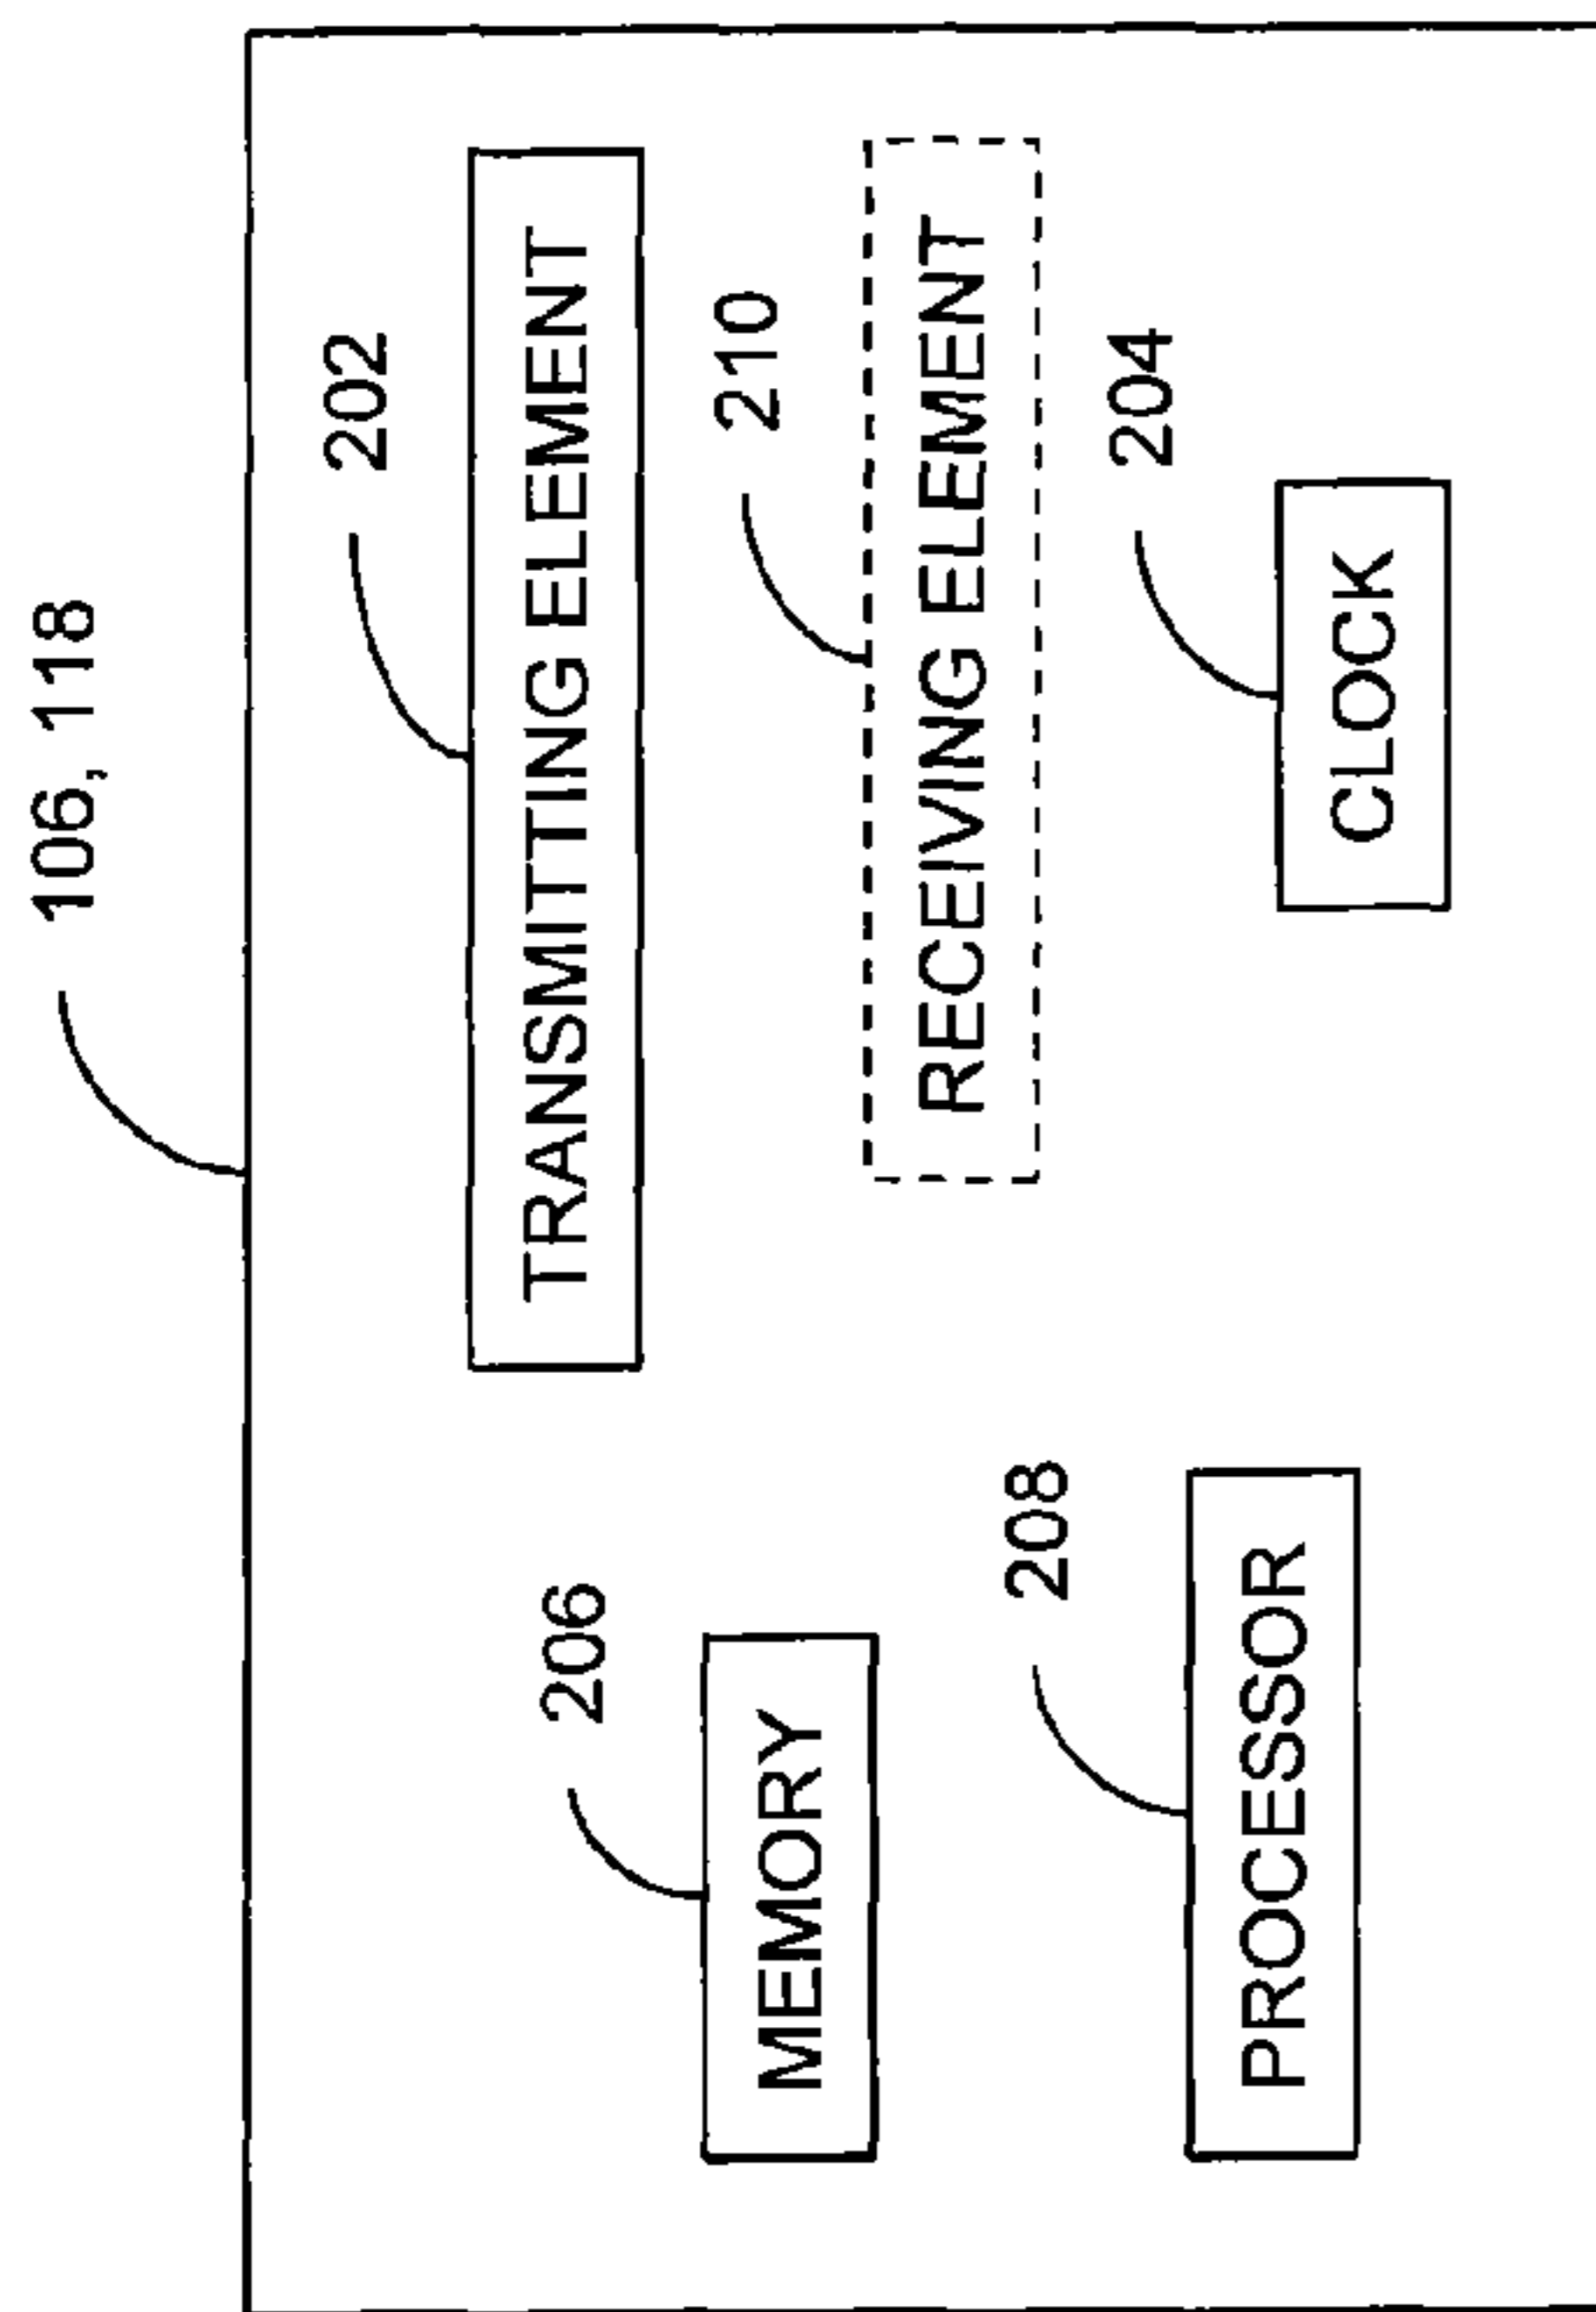 106, 118
202
TRANSMITTING ELEMENT
206
MEMORY
210
RECEIVING ELEMENT
208
PROCESSOR
204
CLOCK